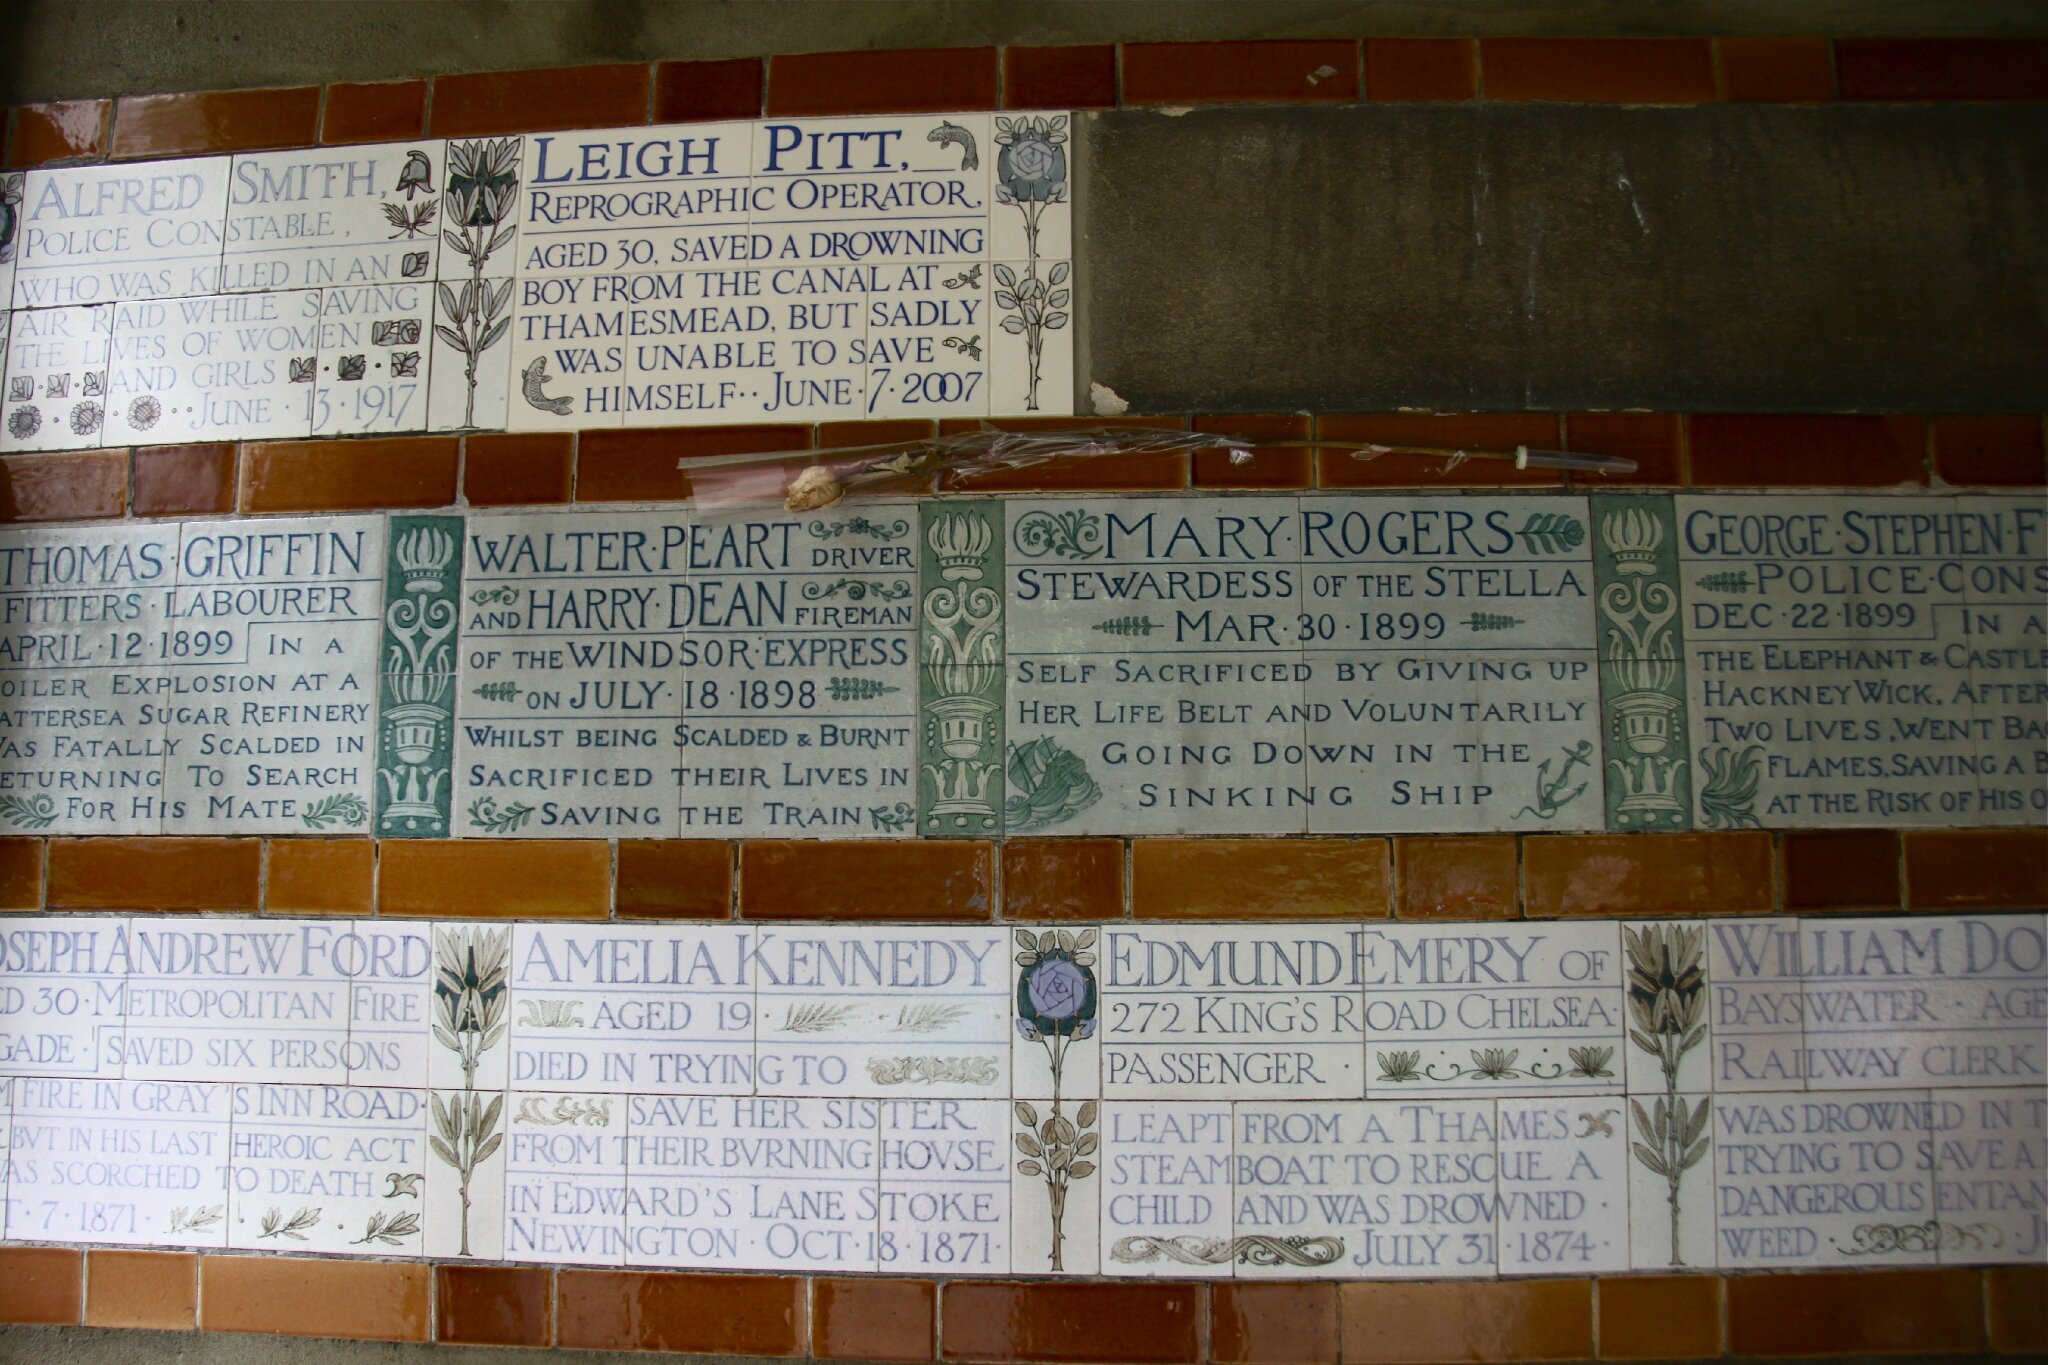 ALFRED SMITH,
POLICE CONSTABLE,
WHO WAS KILLED IN AN
AIR RAID WHILE SAVING
THE LIVES OF WOMEN
AND GIRLS
JUNE · 13 · 1917
LEIGH PITT,
REPROGRAPHIC OPERATOR,
AGED 30, SAVED A DROWNING
BOY FROM THE CANAL AT
THAMESMEAD, BUT SADLY
WAS UNABLE TO SAVE
HIMSELF · · JUNE · 7 · 2007
THOMAS · GRIFFIN
FITTERS · LABOURER
APRIL · 12 · 1899 IN A
OILER EXPLOSION AT A
ATTERSEA SUGAR REFINERY
WAS FATALLY SCALDED IN
ETURNING TO SEARCH
FOR HIS MATE
WALTER · PEART DRIVER
AND HARRY · DEAN FIREMAN
OF THE WINDSOR · EXPRESS
ON JULY · 18 · 1898
WHILST BEING SCALDED & BURNT
SACRIFICED THEIR LIVES IN
SAVING THE TRAIN
MARY · ROGERS
STEWARDESS OF THE STELLA
MAR · 30 · 1899
SELF SACRIFICED BY GIVING UP
HER LIFE BELT AND VOLUNTARILY
GOING DOWN IN THE
SINKING SHIP
GEORGE · STEPHEN · F
POLICE · CONS
DEC · 22 · 1899 IN A
THE ELEPHANT & CASTLE
HACKNEY WICK, AFTER
TWO LIVES, WENT BAC
FLAMES, SAVING A B
AT THE RISK OF HIS O
OSEPH ANDREW FORD
ED 30 · METROPOLITAN FIRE
GADE · SAVED SIX PERSONS
M FIRE IN GRAY'S INN ROAD ·
BVT IN HIS LAST HEROIC ACT
WAS SCORCHED TO DEATH
T · 7 · 1871 ·
AMELIA KENNEDY
AGED 19 ·
DIED IN TRYING TO
SAVE HER SISTER
FROM THEIR BVRNING HOVSE
IN EDWARD'S LANE STOKE
NEWINGTON · OCT · 18 · 1871 ·
EDMUND EMERY OF
272 KING'S ROAD CHELSEA ·
PASSENGER ·
LEAPT FROM A THAMES
STEAMBOAT TO RESCUE A
CHILD AND WAS DROWNED ·
JULY 31 · 1874 ·
WILLIAM DO
BAYSWATER · AGE
RAILWAY CLERK
WAS DROWNED IN T
TRYING TO SAVE A
DANGEROUS ENTAN
WEED · J